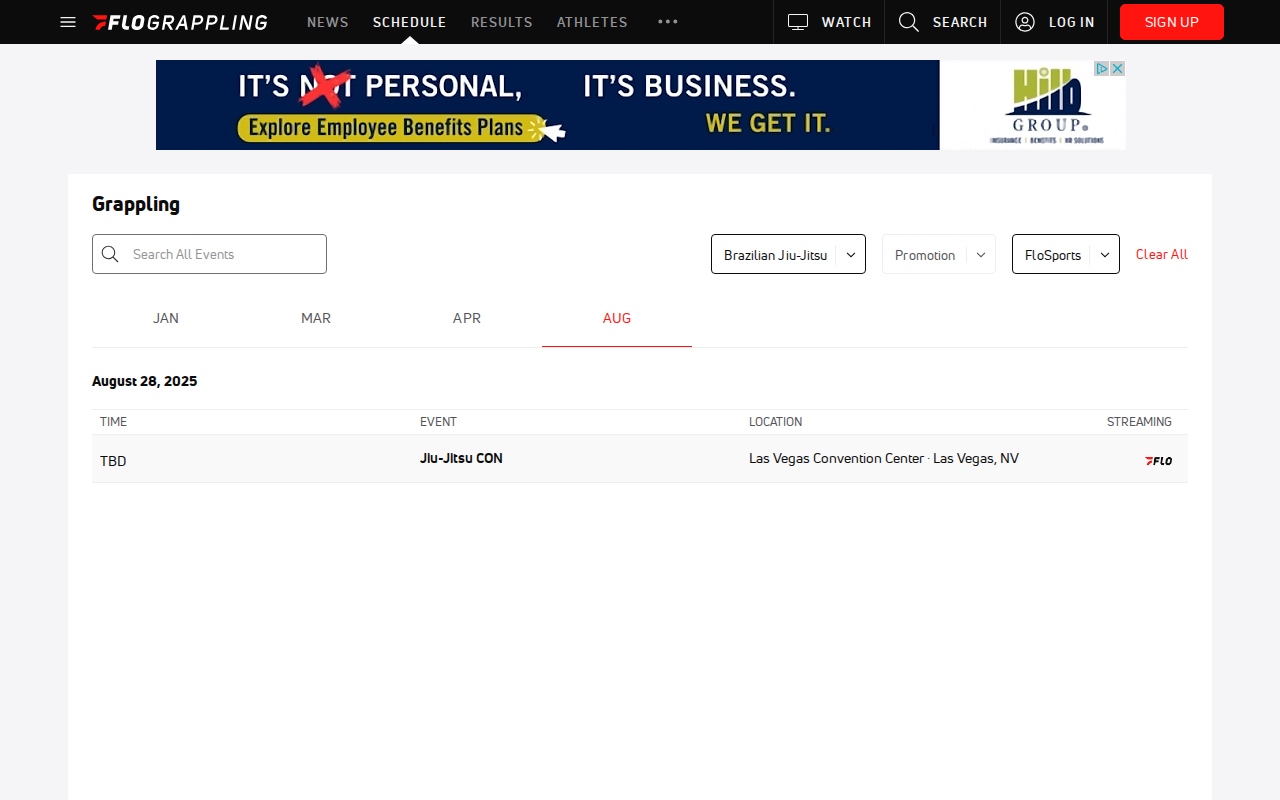 FLOGRAPPLING NEWS SCHEDULE RESULTS ATHLETES ••• WATCH SEARCH LOG IN SIGN UP
IT'S NOT PERSONAL, IT'S BUSINESS.
Explore Employee Benefits Plans WE GET IT.
Hill GROUP
INSURANCE | BENEFITS | HR SOLUTIONS
Grappling
Search All Events Brazilian Jiu-Jitsu Promotion FloSports Clear All
JAN MAR APR AUG
August 28, 2025
TIME EVENT LOCATION STREAMING
TBD Jiu-Jitsu CON Las Vegas Convention Center · Las Vegas, NV FLO